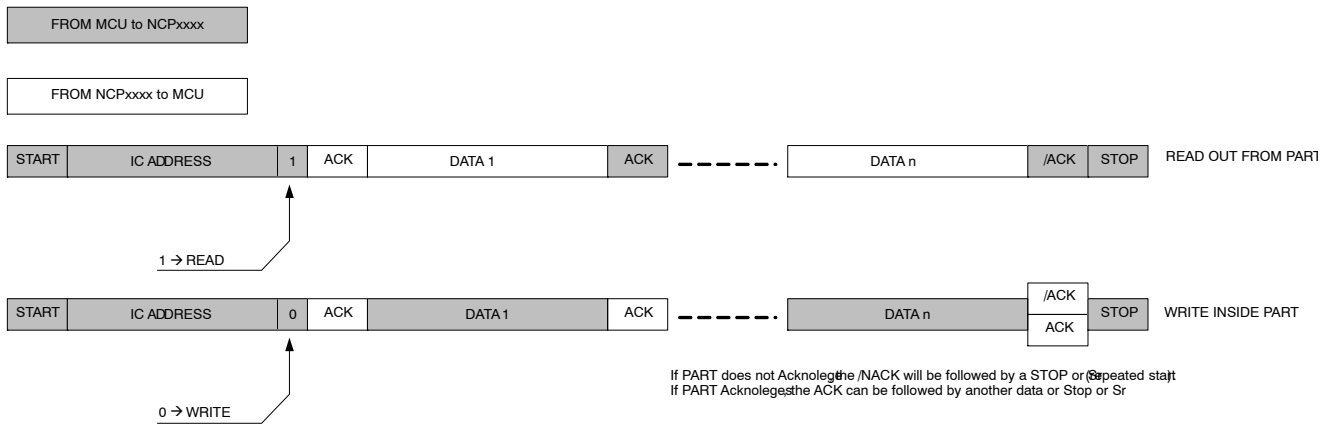 FROM MCU to NCPxxxx
FROM NCPxxxx to MCU
START IC ADDRESS 1 ACK DATA 1 ACK DATA n /ACK STOP READ OUT FROM PART
1 → READ
START IC ADDRESS 0 ACK DATA 1 ACK DATA n /ACK ACK STOP WRITE INSIDE PART
If PART does not Acknolege the /NACK will be followed by a STOP or Sr (repeated start)
If PART Acknoleges, the ACK can be followed by another data or Stop or Sr
0 → WRITE